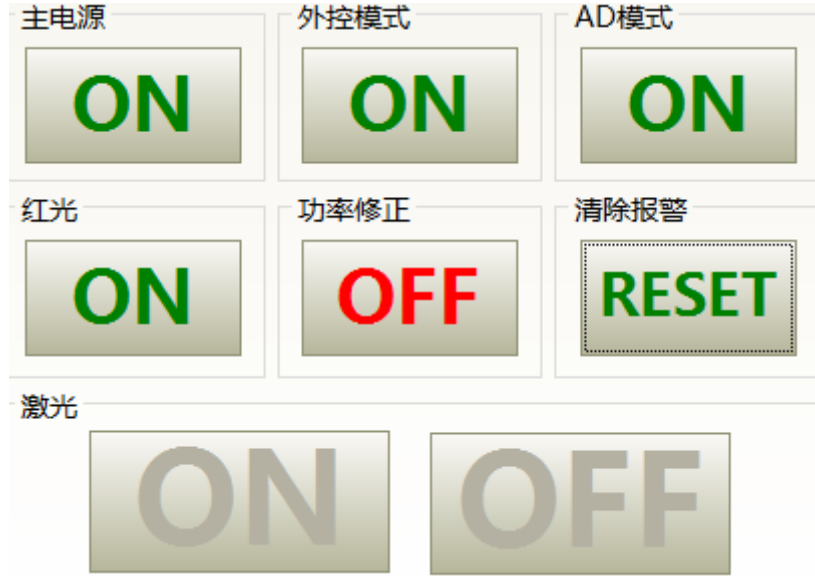 主电源 外控模式 AD模式
ON ON ON
红光 功率修正 清除报警
ON OFF RESET
激光
ON OFF